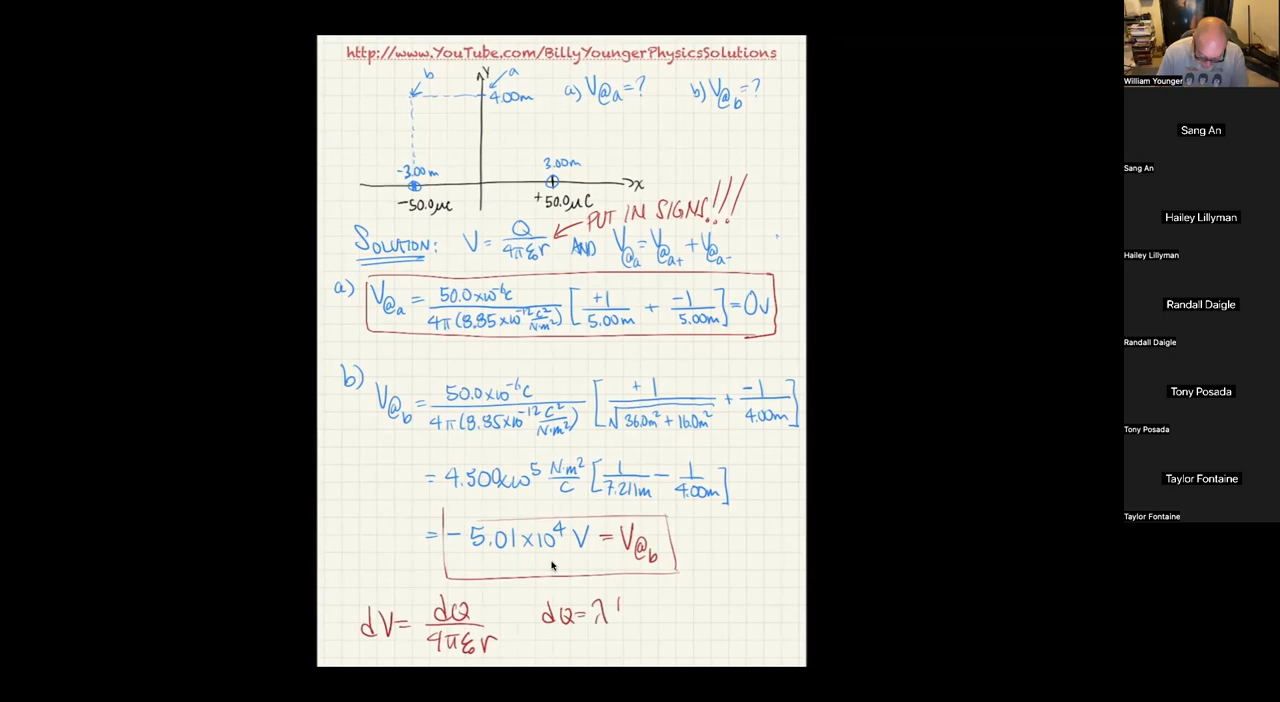 http://www.YouTube.com/BillyYoungerPhysicsSolutions
b y a
4.00m a) V@a = ? b) V@b = ?
-3.00m 3.00m
x
-50.0μC +50.0μC
PUT IN SIGNS!!!
SOLUTION: V = Q/4πε₀r AND V@a = V@a+ + V@a-
a) V@a = 50.0x10⁻⁶C / 4π(8.85x10⁻¹² C²/N·m²) [+1/5.00m + -1/5.00m] = 0V
b) V@b = 50.0x10⁻⁶C / 4π(8.85x10⁻¹² C²/N·m²) [+1/√36.0m²+16.0m² + -1/4.00m]
= 4.500x10⁵ N·m²/C [1/7.211m - 1/4.00m]
= -5.01x10⁴ V = V@b
dV = dQ/4πε₀r dQ = λ
William Younger
Sang An
Sang An
Hailey Lillyman
Hailey Lillyman
Randall Daigle
Randall Daigle
Tony Posada
Tony Posada
Taylor Fontaine
Taylor Fontaine